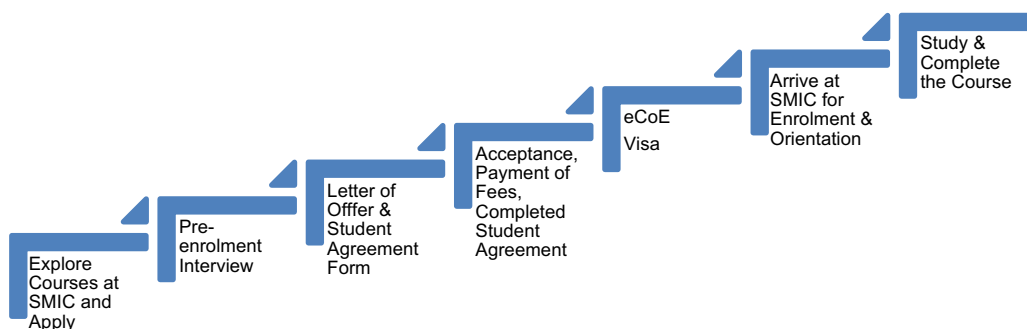 Explore
Courses at
SMIC and
Apply
Pre-
enrolment
Interview
Letter of
Offfer &
Student
Agreement
Form
Acceptance,
Payment of
Fees,
Completed
Student
Agreement
eCoE
Visa
Arrive at
SMIC for
Enrolment &
Orientation
Study &
Complete
the Course